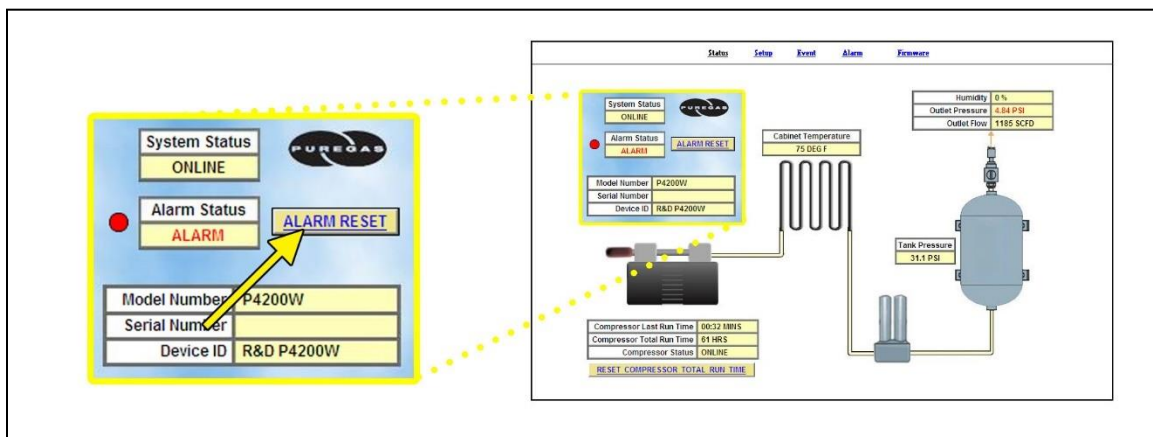 System Status
ONLINE
PUREGAS
Alarm Status
ALARM
ALARM RESET
Model Number P4200W
Serial Number
Device ID R&D P4200W
Status Setup Event Alarm Firmware
System Status
ONLINE
PUREGAS
Alarm Status
ALARM
ALARM RESET
Model Number P4200W
Serial Number
Device ID R&D P4200W
Cabinet Temperature
75 DEG F
Humidity 0 %
Outlet Pressure 4.84 PSI
Outlet Flow 1185 SCFD
Tank Pressure
31.1 PSI
Compressor Last Run Time 00:32 MINS
Compressor Total Run Time 61 HRS
Compressor Status ONLINE
RESET COMPRESSOR TOTAL RUN TIME